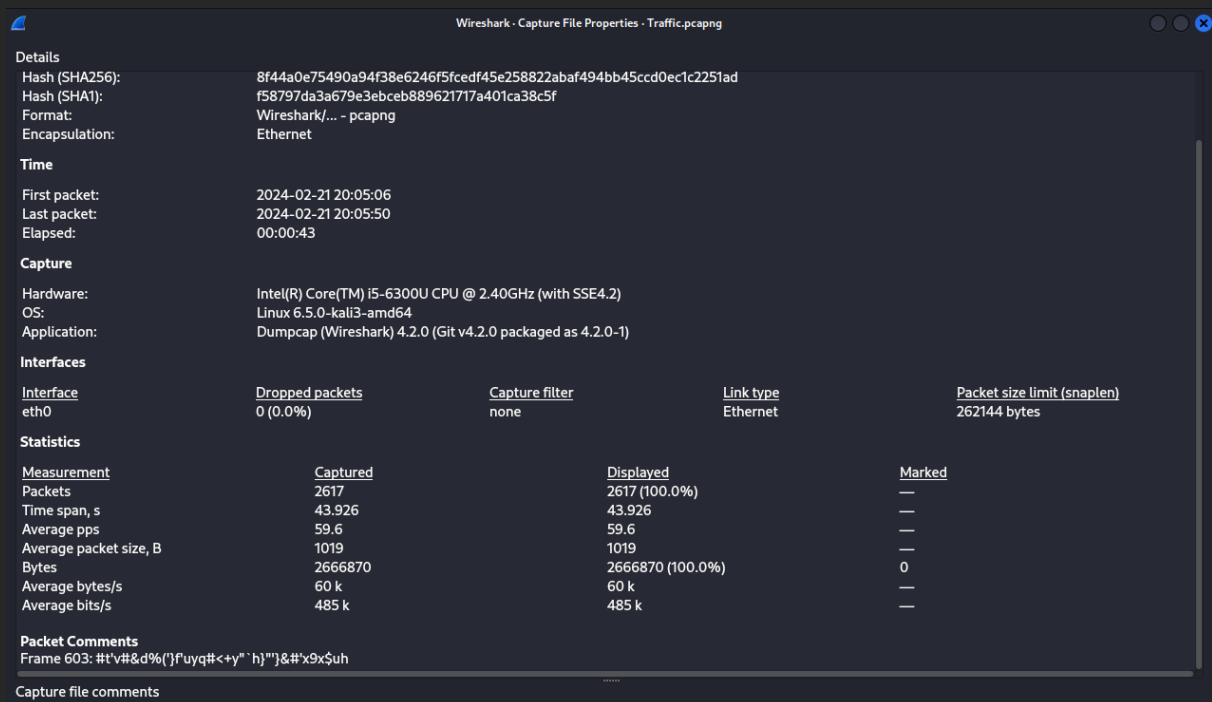 Wireshark · Capture File Properties · Traffic.pcapng
Details
Hash (SHA256): 8f44a0e75490a94f38e6246f5fcedf45e258822abaf494bb45ccd0ec1c2251ad
Hash (SHA1): f58797da3a679e3ebceb889621717a401ca38c5f
Format: Wireshark/... - pcapng
Encapsulation: Ethernet
Time
First packet: 2024-02-21 20:05:06
Last packet: 2024-02-21 20:05:50
Elapsed: 00:00:43
Capture
Hardware: Intel(R) Core(TM) i5-6300U CPU @ 2.40GHz (with SSE4.2)
OS: Linux 6.5.0-kali3-amd64
Application: Dumpcap (Wireshark) 4.2.0 (Git v4.2.0 packaged as 4.2.0-1)
Interfaces
Interface Dropped packets Capture filter Link type Packet size limit (snaplen)
eth0 0 (0.0%) none Ethernet 262144 bytes
Statistics
Measurement Captured Displayed Marked
Packets 2617 2617 (100.0%) —
Time span, s 43.926 43.926 —
Average pps 59.6 59.6 —
Average packet size, B 1019 1019 —
Bytes 2666870 2666870 (100.0%) 0
Average bytes/s 60 k 60 k —
Average bits/s 485 k 485 k —
Packet Comments
Frame 603: #t'v#&d%('}f'uyq#<+y"`h}"'}&#'x9x$uh
Capture file comments